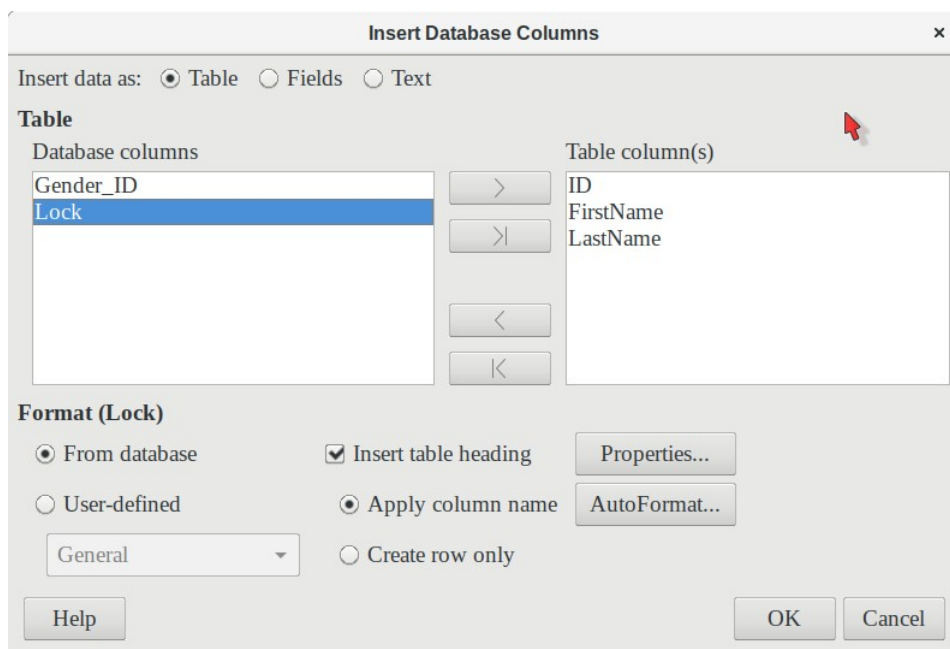 Insert Database Columns ×
Insert data as: Table Fields Text
Table
Database columns
Table column(s)
Gender_ID
Lock
>
>|
<
|<
ID
FirstName
LastName
Format (Lock)
From database
Insert table heading
Properties...
User-defined
Apply column name
AutoFormat...
General
Create row only
Help
OK
Cancel